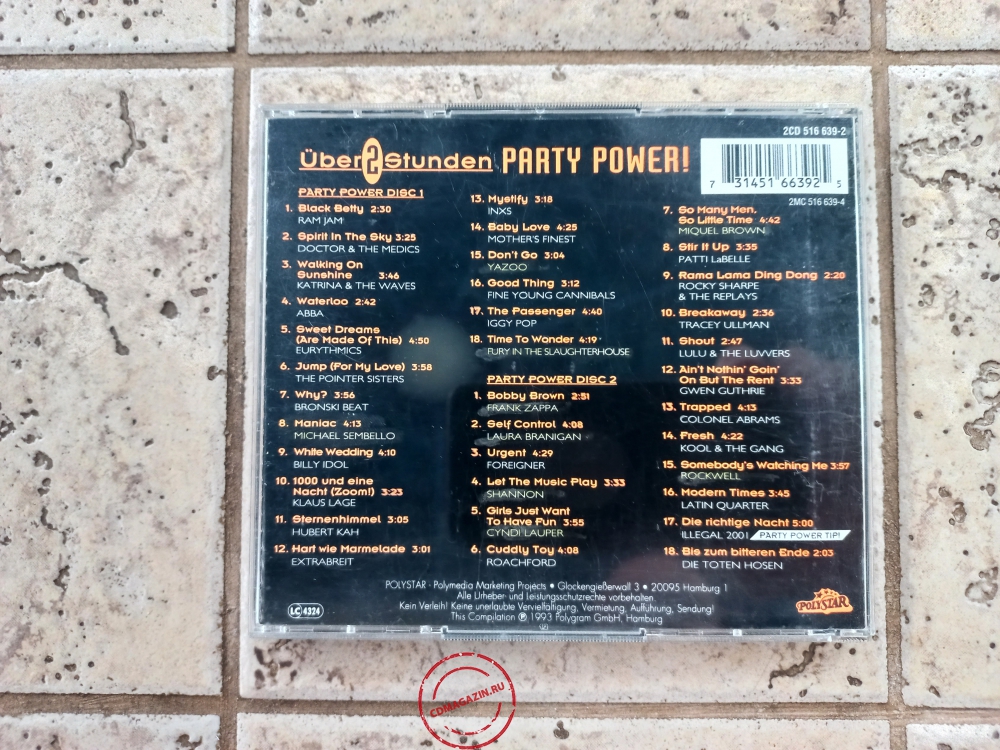 2CD 516 639-2
Über 2 Stunden PARTY POWER!
7 31451 66392 5
2MC 516 639-4
PARTY POWER DISC 1
1. Black Betty 2:30
RAM JAM
2. Spirit In The Sky 3:25
DOCTOR & THE MEDICS
3. Walking On
Sunshine 3:46
KATRINA & THE WAVES
4. Waterloo 2:42
ABBA
5. Sweet Dreams
(Are Made Of This) 4:50
EURYTHMICS
6. Jump (For My Love) 3:58
THE POINTER SISTERS
7. Why? 3:56
BRONSKI BEAT
8. Maniac 4:13
MICHAEL SEMBELLO
9. White Wedding 4:10
BILLY IDOL
10. 1000 und eine
Nacht (Zoom!) 3:23
KLAUS LAGE
11. Sternenhimmel 3:05
HUBERT KAH
12. Hart wie Marmelade 3:01
EXTRABREIT
13. Mystify 3:18
INXS
14. Baby Love 4:25
MOTHER'S FINEST
15. Don't Go 3:04
YAZOO
16. Good Thing 3:12
FINE YOUNG CANNIBALS
17. The Passenger 4:40
IGGY POP
18. Time To Wonder 4:19
FURY IN THE SLAUGHTERHOUSE
PARTY POWER DISC 2
1. Bobby Brown 2:51
FRANK ZAPPA
2. Self Control 4:08
LAURA BRANIGAN
3. Urgent 4:29
FOREIGNER
4. Let The Music Play 3:33
SHANNON
5. Girls Just Want
To Have Fun 3:55
CYNDI LAUPER
6. Cuddly Toy 4:08
ROACHFORD
7. So Many Men,
So Little Time 4:42
MIQUEL BROWN
8. Stir It Up 3:35
PATTI LaBELLE
9. Rama Lama Ding Dong 2:20
ROCKY SHARPE
& THE REPLAYS
10. Breakaway 2:36
TRACEY ULLMAN
11. Shout 2:47
LULU & THE LUVVERS
12. Ain't Nothin' Goin'
On But The Rent 3:33
GWEN GUTHRIE
13. Trapped 4:13
COLONEL ABRAMS
14. Fresh 4:22
KOOL & THE GANG
15. Somebody's Watching Me 3:57
ROCKWELL
16. Modern Times 3:45
LATIN QUARTER
17. Die richtige Nacht 5:00
ILLEGAL 2001 PARTY POWER TIP!
18. Bis zum bitteren Ende 2:03
DIE TOTEN HOSEN
POLYSTAR · Polymedia Marketing Projects • Glockengießerwall 3 • 20095 Hamburg 1
Alle Urheber- und Leistungsschutzrechte vorbehalten.
Kein Verleih! Keine unerlaubte Vervielfältigung, Vermietung, Aufführung, Sendung!
This Compilation ℗ 1993 Polygram GmbH, Hamburg
LC 4324
POLYSTAR
CDMAGAZIN.RU